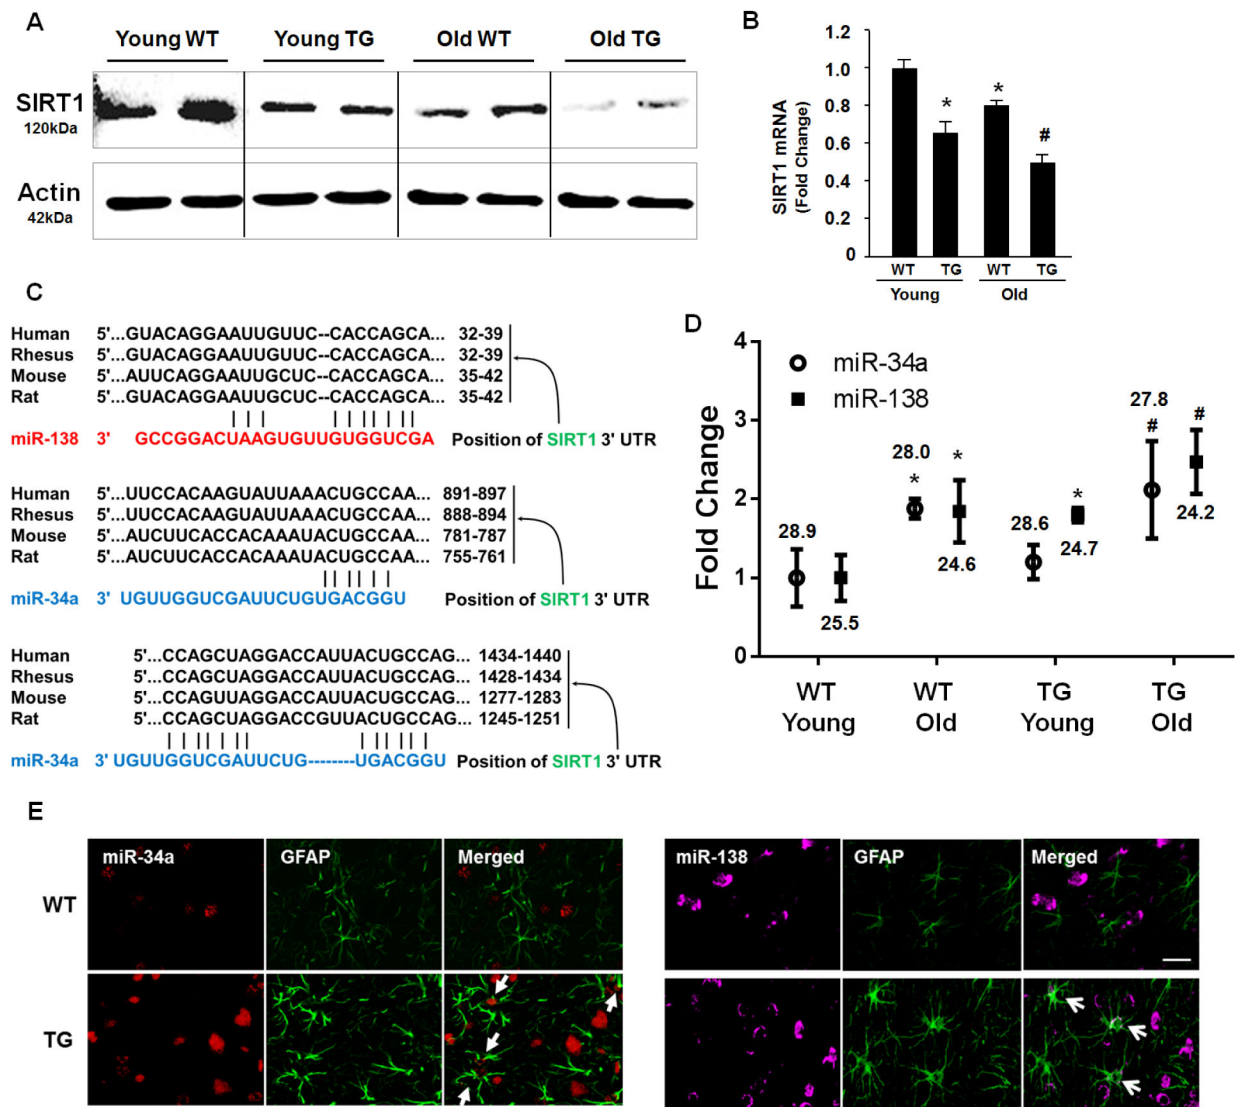 A
Young WT Young TG Old WT Old TG
SIRT1
120kDa
Actin
42kDa
B
SIRT1 mRNA
(Fold Change)
1.2
1.0
0.8
0.6
0.4
0.2
0
* * #
WT TG WT TG
Young Old
C
Human 5'...GUACAGGAAUUGUUC--CACCAGCA... 32-39
Rhesus 5'...GUACAGGAAUUGUUC--CACCAGCA... 32-39
Mouse 5'...AUUCAGGAAUUGCUC--CACCAGCA... 35-42
Rat 5'...GUACAGGAAUUGCUC--CACCAGCA... 35-42
miR-138 3' GCCGGACUAAGUGUUGUGGUCGA Position of SIRT1 3' UTR
Human 5'...UUCCACAAGUAUUAAACUGCCAA... 891-897
Rhesus 5'...UUCCACAAGUAUUAAACUGCCAA... 888-894
Mouse 5'...AUCUUCACCACAAAUACUGCCAA... 781-787
Rat 5'...AUCUUCACCACAAAUACUGCCAA... 755-761
miR-34a 3' UGUUGGUCGAUUCUGUGACGGU Position of SIRT1 3' UTR
Human 5'...CCAGCUAGGACCAUUACUGCCAG... 1434-1440
Rhesus 5'...CCAGCUAGGACCAUUACUGCCAG... 1428-1434
Mouse 5'...CCAGUUAGGACCAUUACUGCCAG... 1277-1283
Rat 5'...CCAGCUAGGACCGUUACUGCCAG... 1245-1251
miR-34a 3' UGUUGGUCGAUUCUG--------UGACGGU Position of SIRT1 3' UTR
D
Fold Change
4
3
2
1
0
miR-34a
miR-138
28.9
25.5
28.0
*
*
24.6
28.6
*
24.7
27.8
#
#
24.2
WT WT TG TG
Young Old Young Old
E
miR-34a GFAP Merged miR-138 GFAP Merged
WT
TG